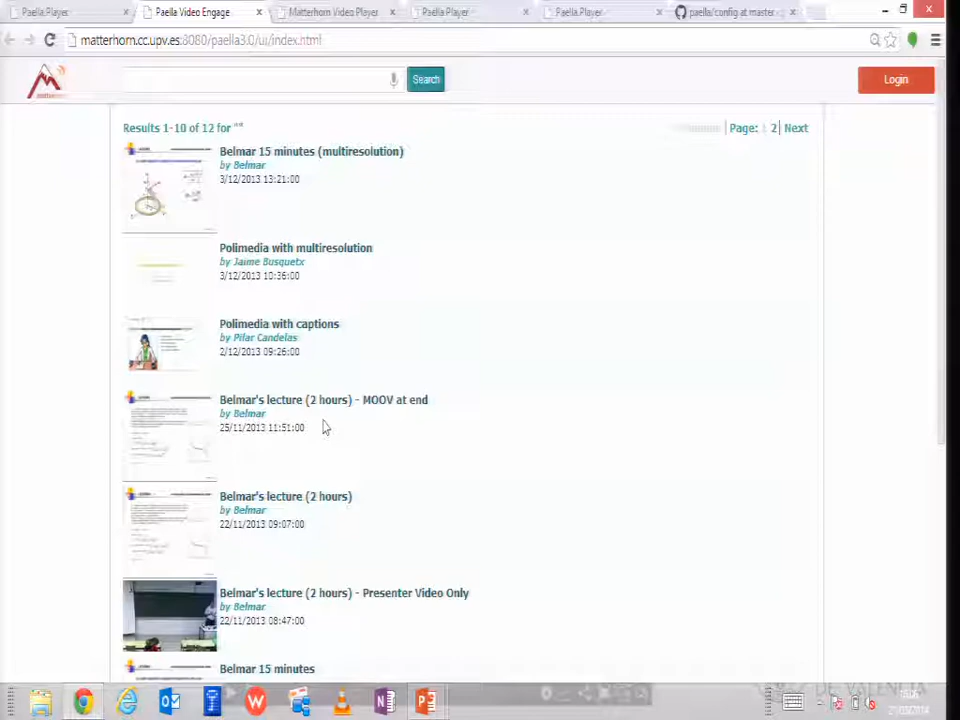 Paella Player
Paella Video Engage
Matterhorn Video Player
Paella Player
Paella Player
paella/config at master
matterhorn.cc.upv.es:8080/paella3.0/ui/index.html
Search
Login
Results 1-10 of 12 for ""
Page: 1 2 Next
Belmar 15 minutes (multiresolution)
by Belmar
3/12/2013 13:21:00
Polimedia with multiresolution
by Jaime Busquetx
3/12/2013 10:36:00
Polimedia with captions
by Pilar Candelas
2/12/2013 09:26:00
Belmar's lecture (2 hours) - MOOV at end
by Belmar
25/11/2013 11:51:00
Belmar's lecture (2 hours)
by Belmar
22/11/2013 09:07:00
Belmar's lecture (2 hours) - Presenter Video Only
by Belmar
22/11/2013 08:47:00
Belmar 15 minutes
DE VALÈNCIA